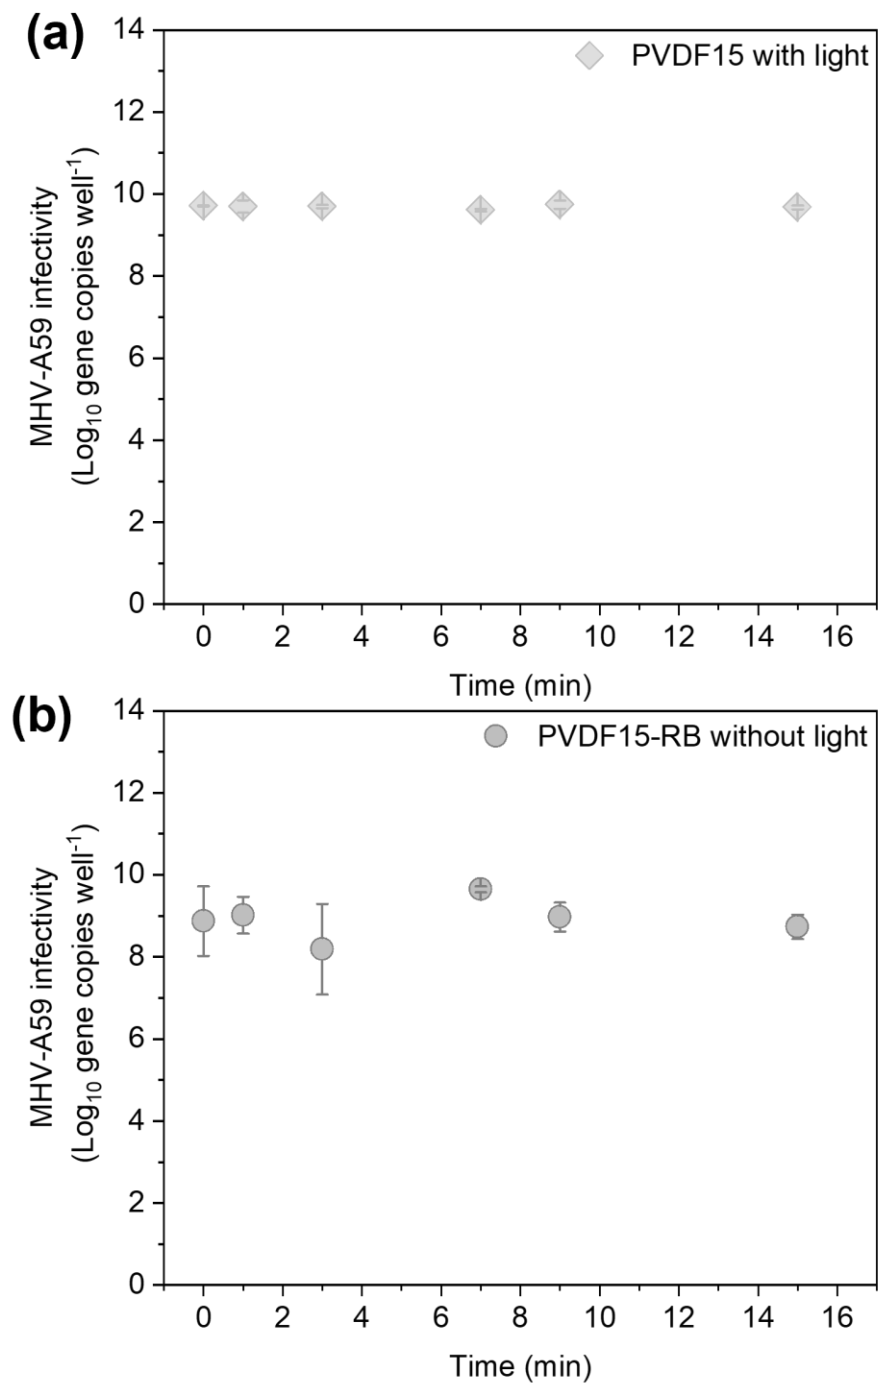 (a)
PVDF15 with light
MHV-A59 infectivity
(Log₁₀ gene copies well⁻¹)
14
12
10
8
6
4
2
0
0 2 4 6 8 10 12 14 16
Time (min)
(b)
PVDF15-RB without light
MHV-A59 infectivity
(Log₁₀ gene copies well⁻¹)
14
12
10
8
6
4
2
0
0 2 4 6 8 10 12 14 16
Time (min)